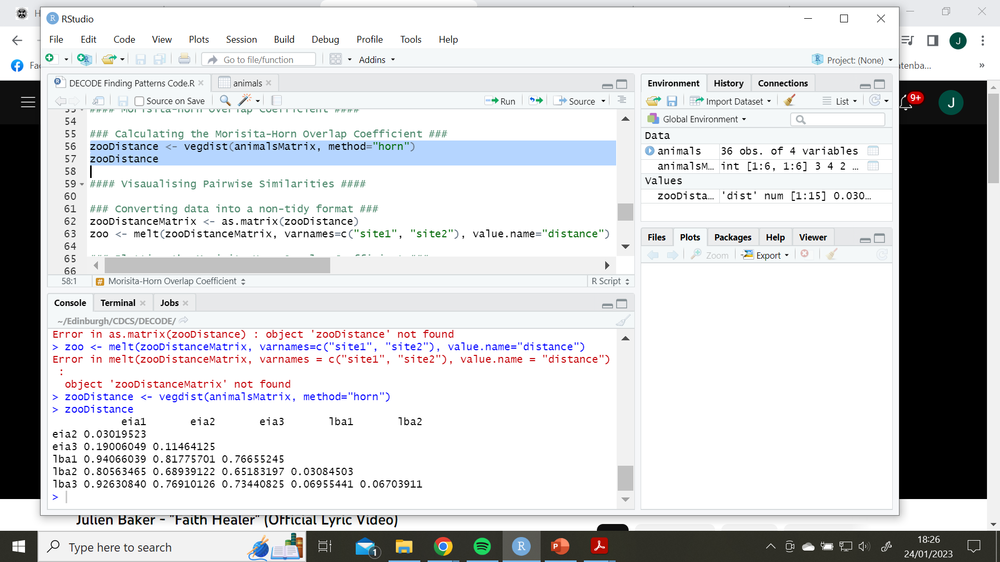 H
RStudio
File Edit Code View Plots Session Build Debug Profile Tools Help
Go to file/function Addins Project: (None)
Fac
atenba... »
J
DECODE Finding Patterns Code.R animals
Source on Save Run Source
53 #### Morisita-Horn Overlap Coefficient ####
54
55 ### Calculating the Morisita-Horn Overlap Coefficient ###
56 zooDistance <- vegdist(animalsMatrix, method="horn")
57 zooDistance
58
59 #### Visaualising Pairwise Similarities ####
60
61 ### Converting data into a non-tidy format ###
62 zooDistanceMatrix <- as.matrix(zooDistance)
63 zoo <- melt(zooDistanceMatrix, varnames=c("site1", "site2"), value.name="distance")
64
65
66
58:1 # Morisita-Horn Overlap Coefficient R Script
Console Terminal Jobs
~/Edinburgh/CDCS/DECODE/
Error in as.matrix(zooDistance) : object 'zooDistance' not found
> zoo <- melt(zooDistanceMatrix, varnames=c("site1", "site2"), value.name="distance")
Error in melt(zooDistanceMatrix, varnames = c("site1", "site2"), value.name = "distance")
:
object 'zooDistanceMatrix' not found
> zooDistance <- vegdist(animalsMatrix, method="horn")
> zooDistance
eia1 eia2 eia3 lba1 lba2
eia2 0.03019523
eia3 0.19006049 0.11464125
lba1 0.94066039 0.81775701 0.76655245
lba2 0.80563465 0.68939122 0.65183197 0.03084503
lba3 0.92630840 0.76910126 0.73440825 0.06955441 0.06703911
>
Environment History Connections
Import Dataset List
Global Environment
Data
animals 36 obs. of 4 variables
animalsM... int [1:6, 1:6] 3 4 2 ...
Values
zooDista... 'dist' num [1:15] 0.030...
Files Plots Packages Help Viewer
Zoom Export
9+
J
Julien Baker - "Faith Healer" (Official Lyric Video)
Type here to search
1
R
P
18:26
24/01/2023